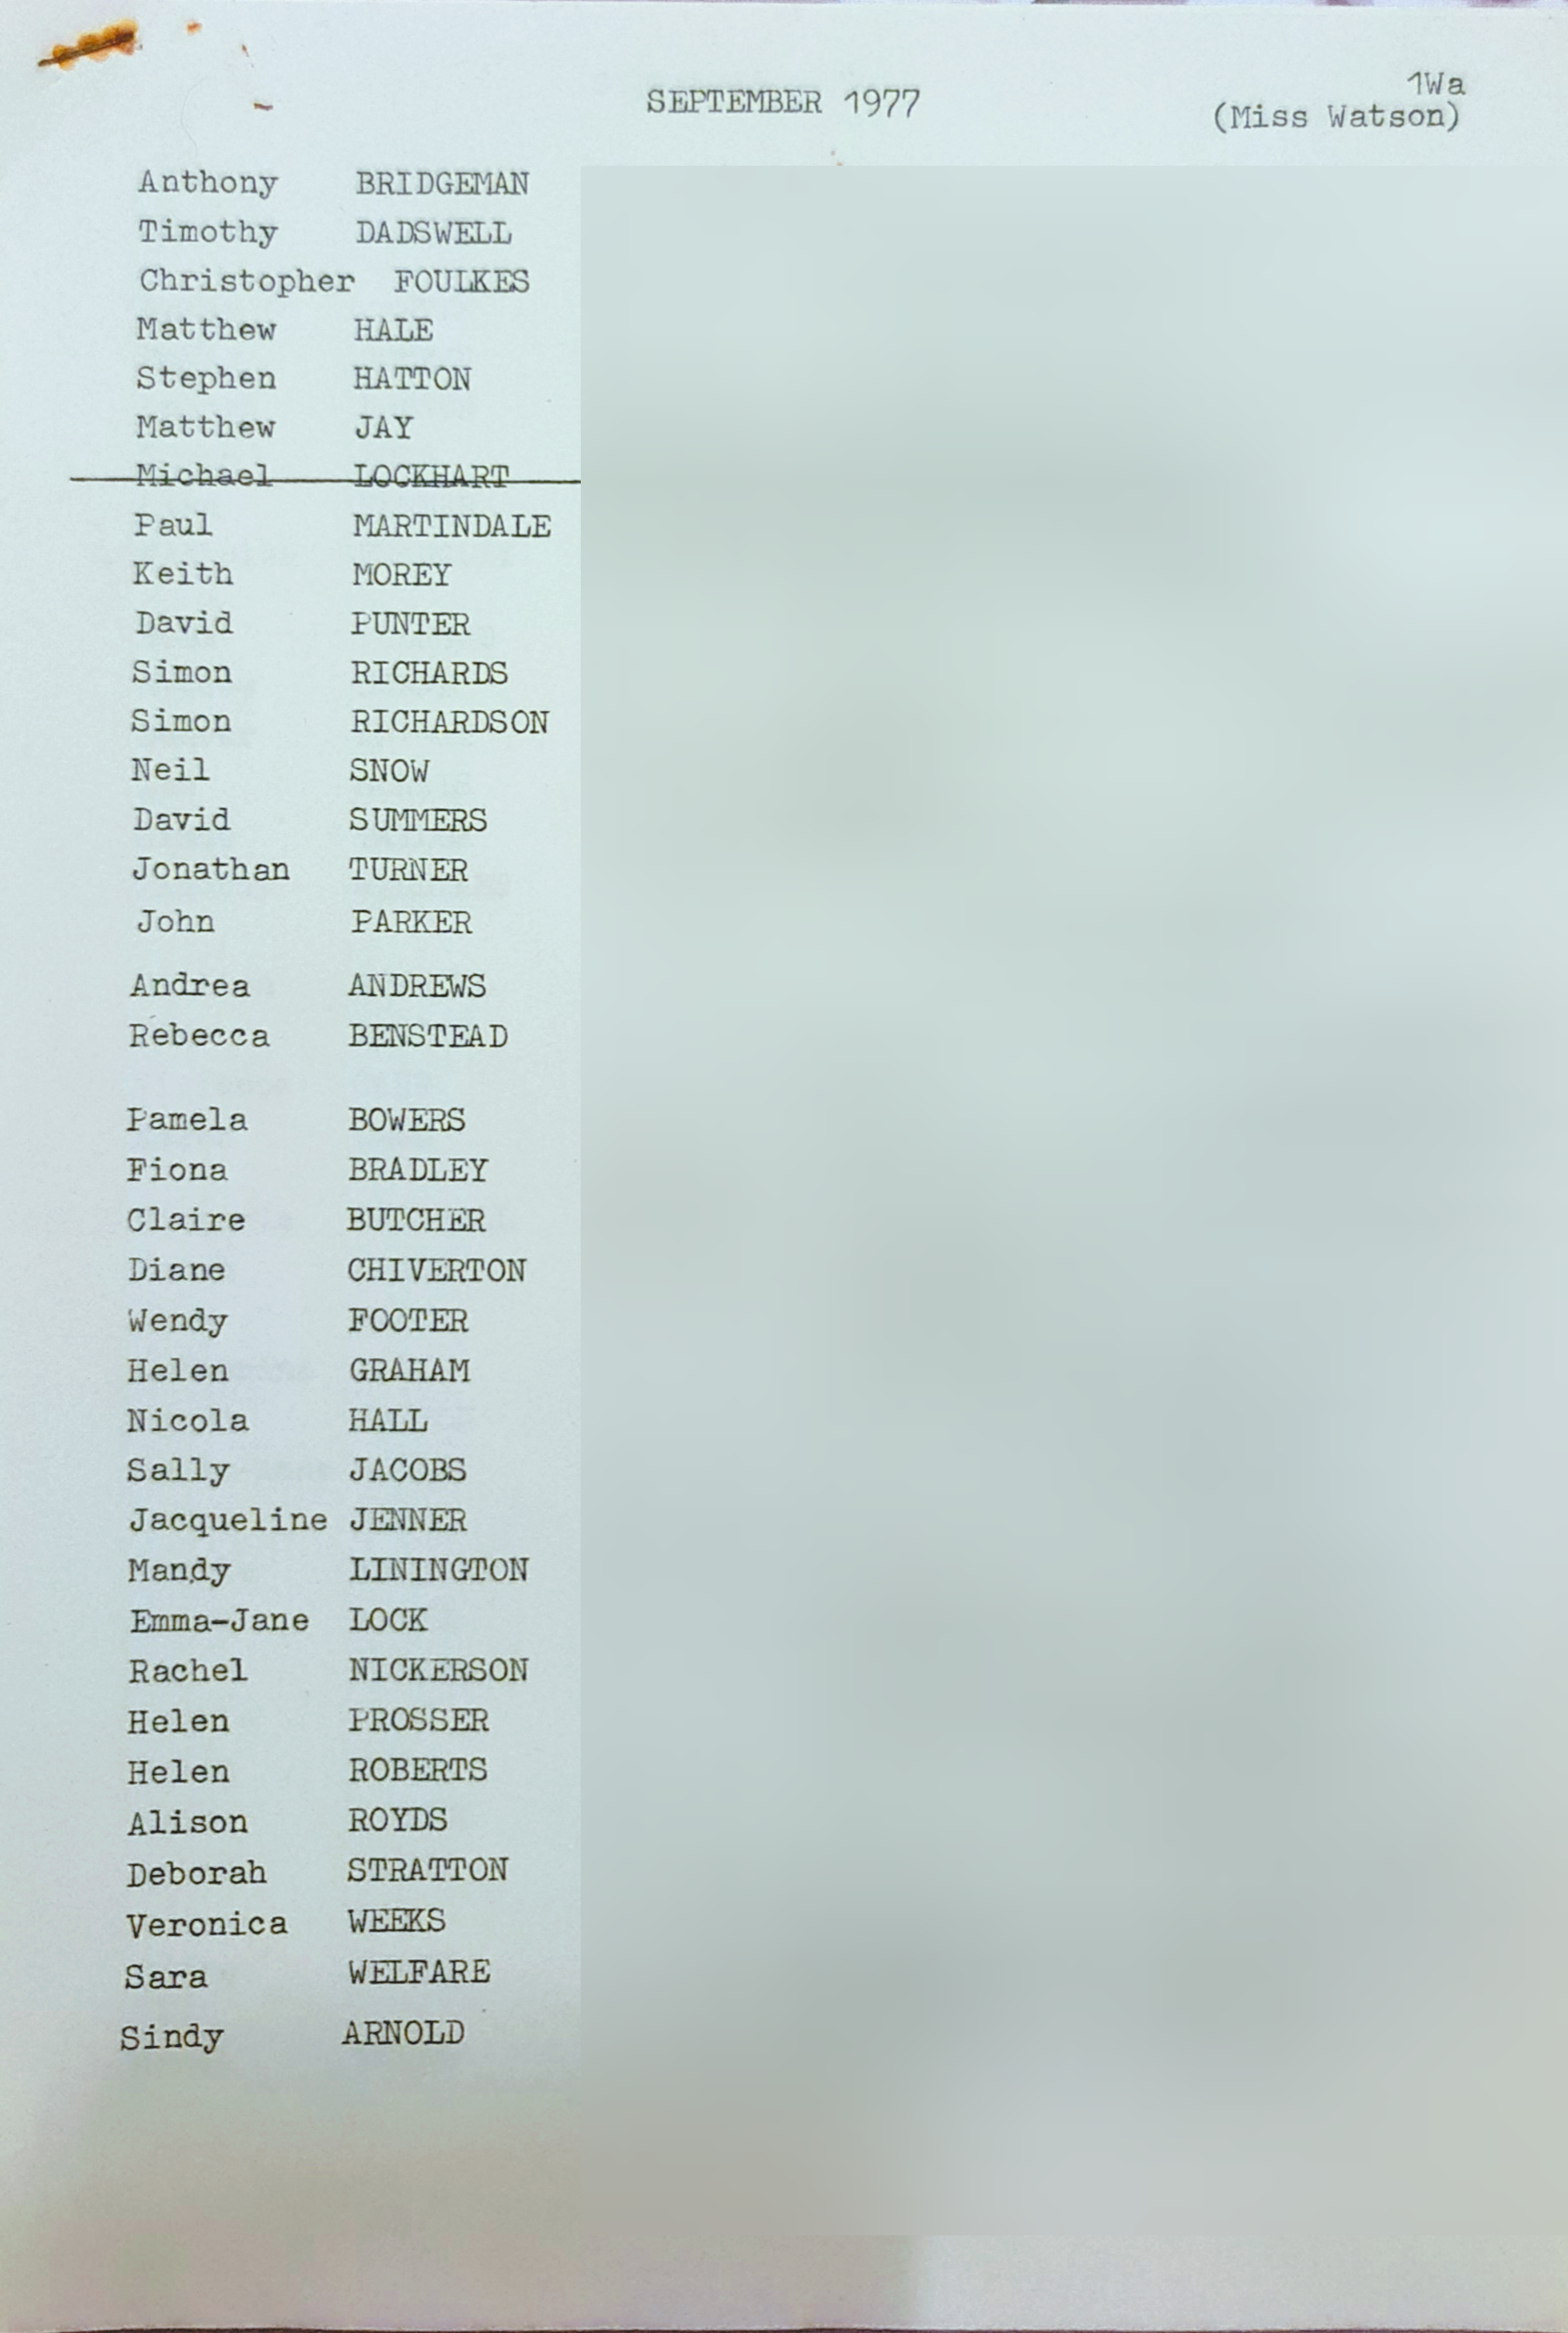 1Wa
SEPTEMBER 1977
(Miss Watson)
Anthony BRIDGEMAN
Timothy DADSWELL
Christopher FOULKES
Matthew HALE
Stephen HATTON
Matthew JAY
Michael LOCKHART
Paul MARTINDALE
Keith MOREY
David PUNTER
Simon RICHARDS
Simon RICHARDSON
Neil SNOW
David SUMMERS
Jonathan TURNER
John PARKER
Andrea ANDREWS
Rebecca BENSTEAD
Pamela BOWERS
Fiona BRADLEY
Claire BUTCHER
Diane CHIVERTON
Wendy FOOTER
Helen GRAHAM
Nicola HALL
Sally JACOBS
Jacqueline JENNER
Mandy LININGTON
Emma-Jane LOCK
Rachel NICKERSON
Helen PROSSER
Helen ROBERTS
Alison ROYDS
Deborah STRATTON
Veronica WEEKS
Sara WELFARE
Sindy ARNOLD